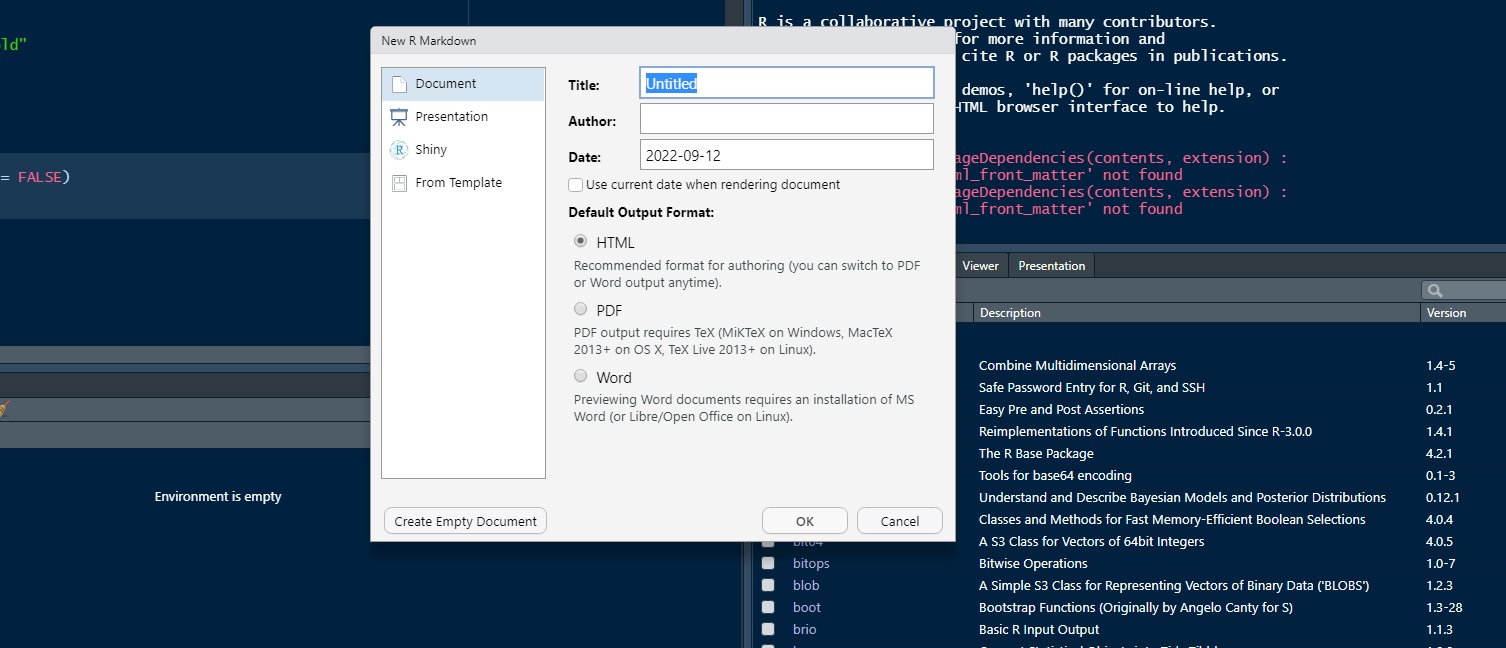 ld"
= FALSE)
Environment is empty
New R Markdown
Document
Presentation
Shiny
From Template
Title:
Untitled
Author:
Date:
2022-09-12
Use current date when rendering document
Default Output Format:
HTML
Recommended format for authoring (you can switch to PDF
or Word output anytime).
PDF
PDF output requires TeX (MiKTeX on Windows, MacTeX
2013+ on OS X, TeX Live 2013+ on Linux).
Word
Previewing Word documents requires an installation of MS
Word (or Libre/Open Office on Linux).
Create Empty Document
OK
Cancel
R is a collaborative project with many contributors.
for more information and
cite R or R packages in publications.
demos, 'help()' for on-line help, or
HTML browser interface to help.
ageDependencies(contents, extension) :
ml_front_matter' not found
ageDependencies(contents, extension) :
ml_front_matter' not found
Viewer Presentation
Description Version
Combine Multidimensional Arrays 1.4-5
Safe Password Entry for R, Git, and SSH 1.1
Easy Pre and Post Assertions 0.2.1
Reimplementations of Functions Introduced Since R-3.0.0 1.4.1
The R Base Package 4.2.1
Tools for base64 encoding 0.1-3
Understand and Describe Bayesian Models and Posterior Distributions 0.12.1
Classes and Methods for Fast Memory-Efficient Boolean Selections 4.0.4
bit64 A S3 Class for Vectors of 64bit Integers 4.0.5
bitops Bitwise Operations 1.0-7
blob A Simple S3 Class for Representing Vectors of Binary Data ('BLOBS') 1.2.3
boot Bootstrap Functions (Originally by Angelo Canty for S) 1.3-28
brio Basic R Input Output 1.1.3